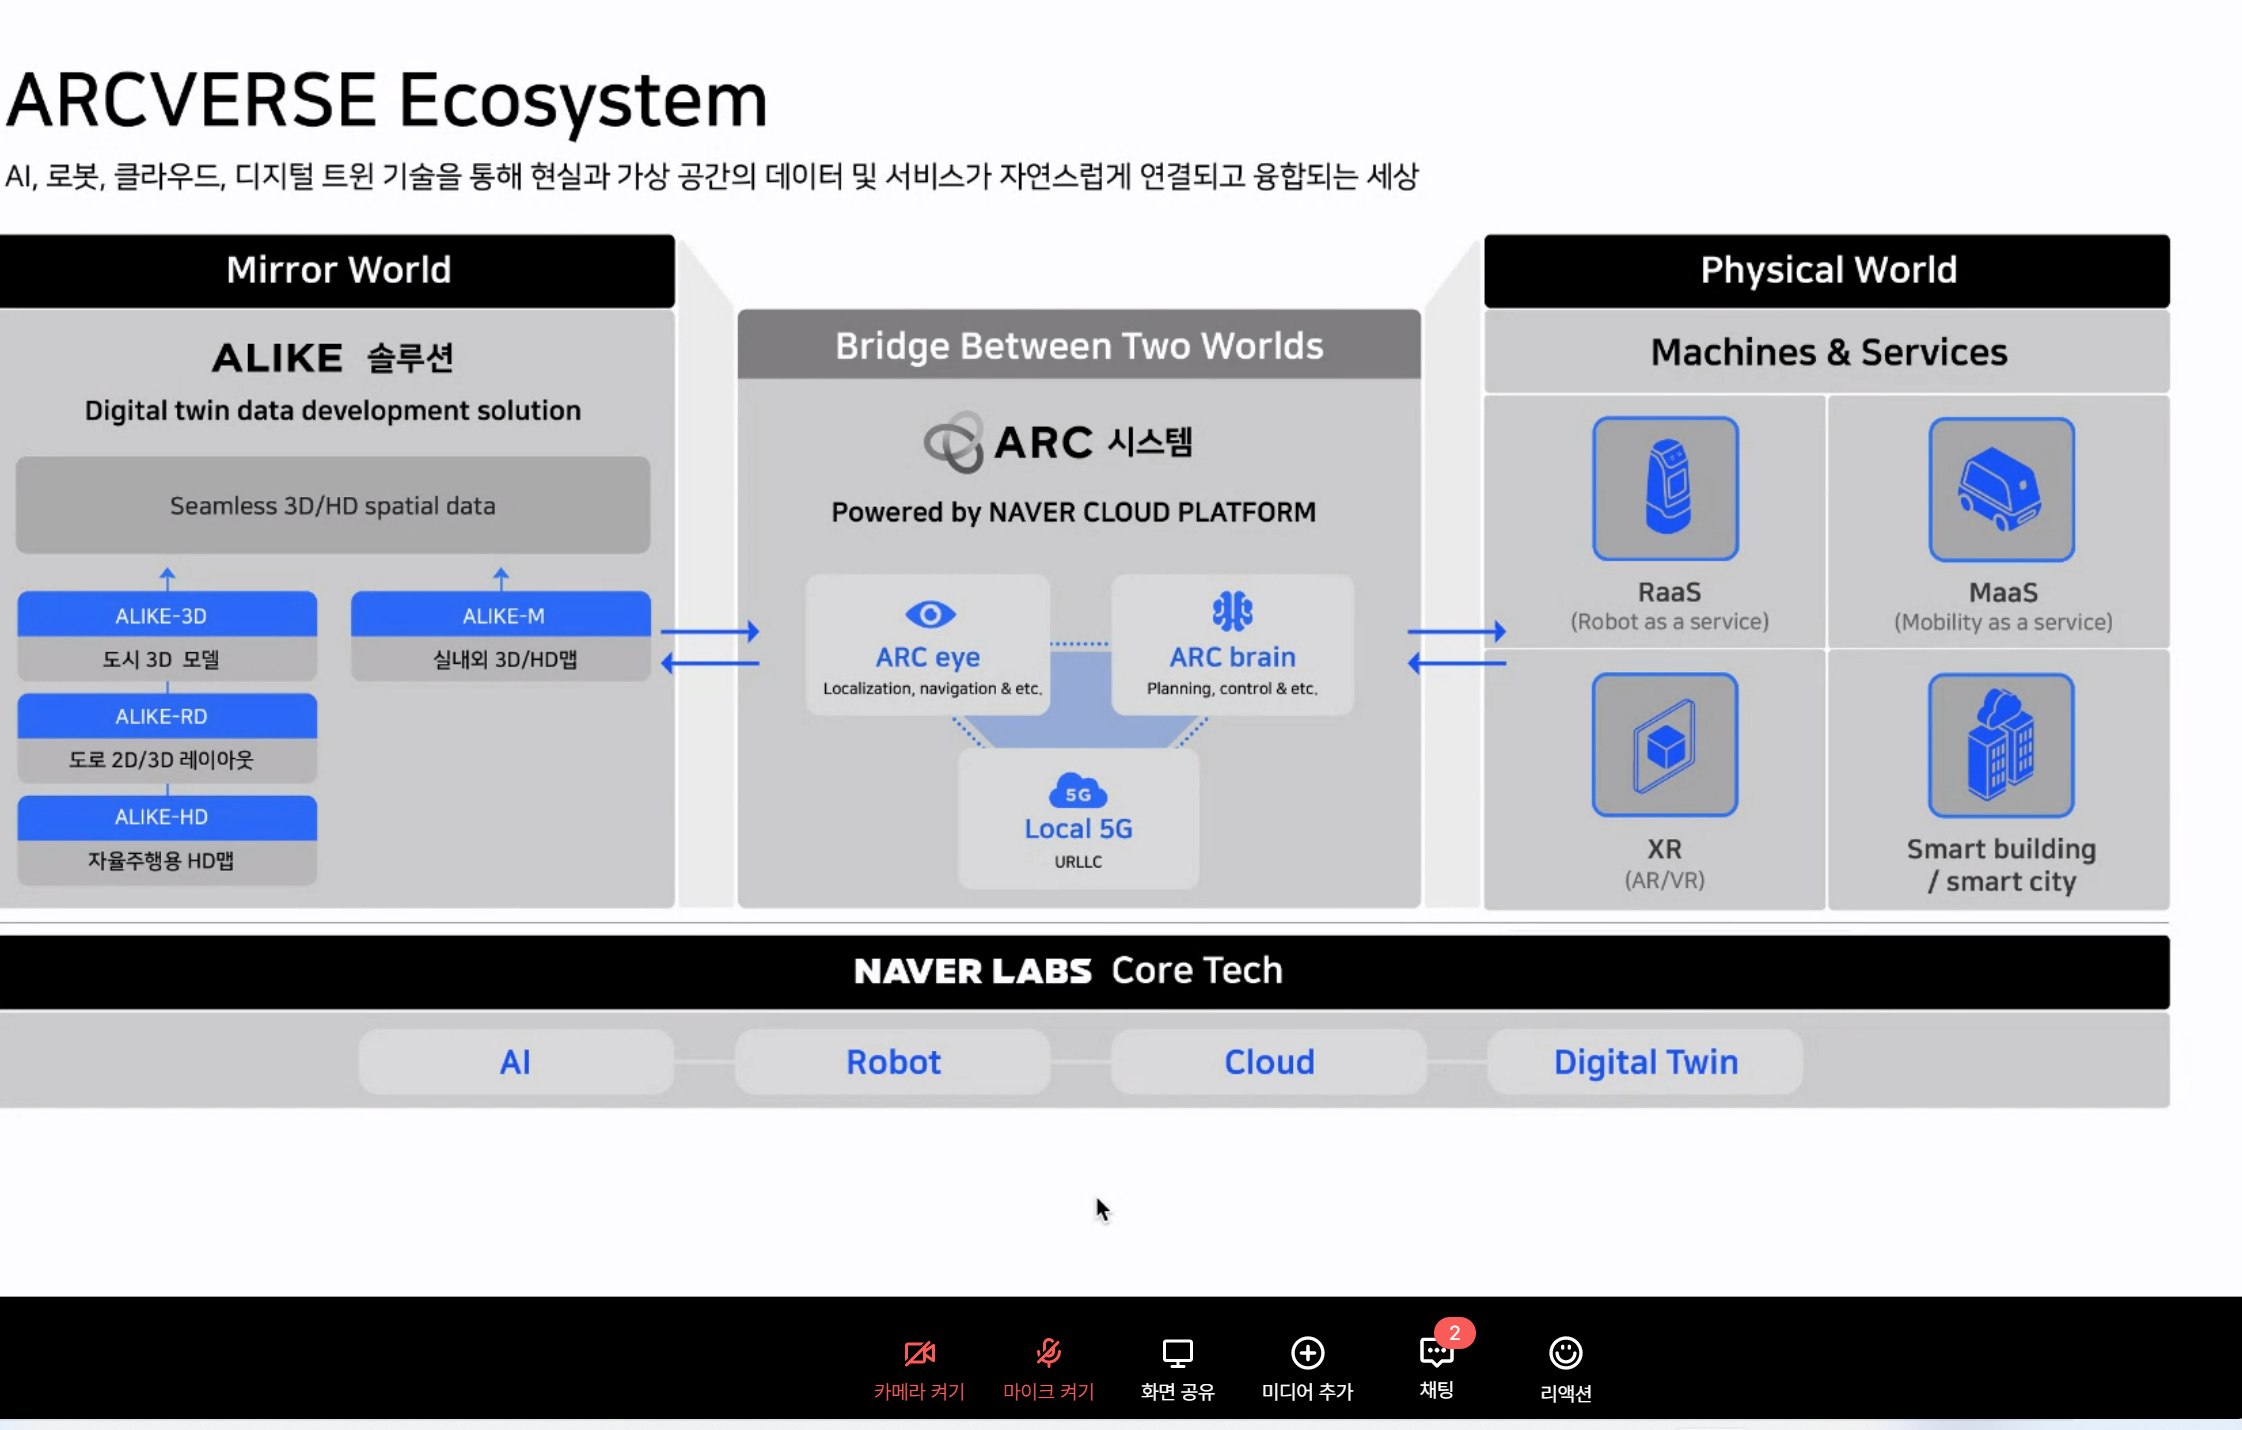 ARCVERSE Ecosystem
AI, 로봇, 클라우드, 디지털 트윈 기술을 통해 현실과 가상 공간의 데이터 및 서비스가 자연스럽게 연결되고 융합되는 세상
Mirror World
ALIKE 솔루션
Digital twin data development solution
Seamless 3D/HD spatial data
ALIKE-3D
도시 3D 모델
ALIKE-M
실내외 3D/HD맵
ALIKE-RD
도로 2D/3D 레이아웃
ALIKE-HD
자율주행용 HD맵
Bridge Between Two Worlds
ARC 시스템
Powered by NAVER CLOUD PLATFORM
ARC eye
Localization, navigation & etc.
ARC brain
Planning, control & etc.
5G
Local 5G
URLLC
Physical World
Machines & Services
RaaS
(Robot as a service)
MaaS
(Mobility as a service)
XR
(AR/VR)
Smart building
/ smart city
NAVER LABS Core Tech
AI
Robot
Cloud
Digital Twin
카메라 켜기
마이크 켜기
화면 공유
미디어 추가
2
채팅
리액션